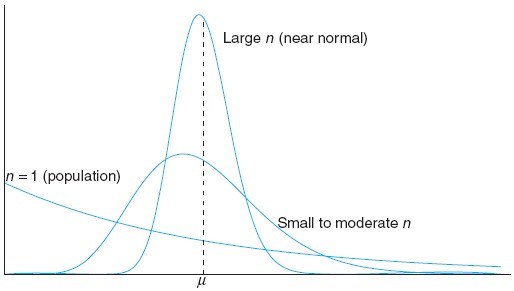 Large n (near normal)
n = 1 (population)
Small to moderate n
μ